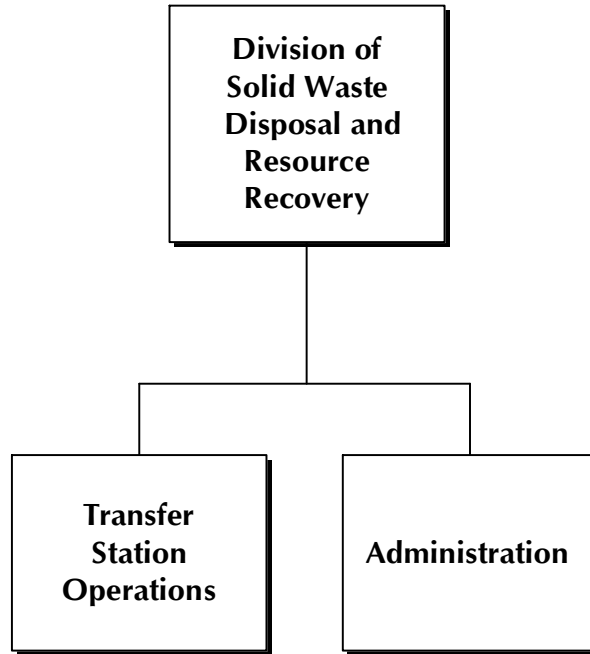 Division of
Solid Waste
Disposal and
Resource
Recovery
Transfer
Station
Operations
Administration